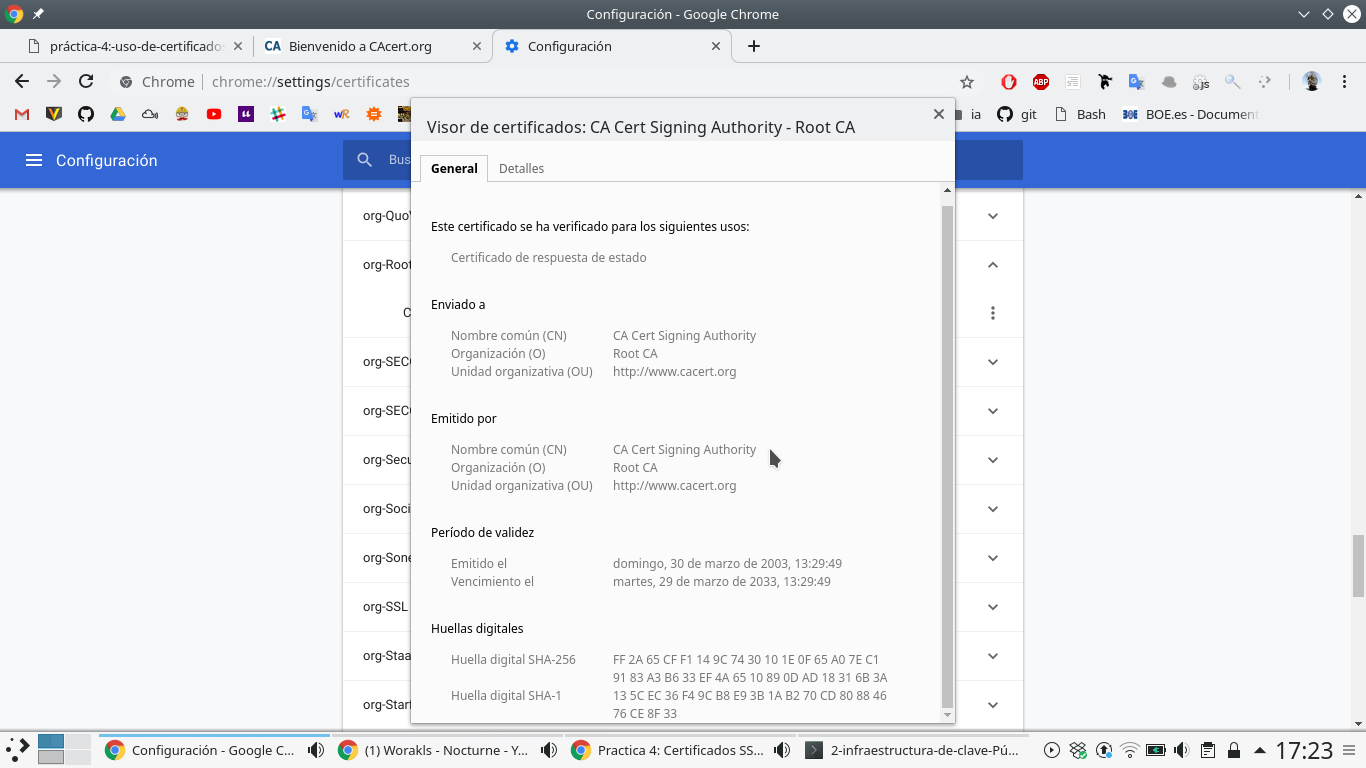 Configuración - Google Chrome
práctica-4:-uso-de-certificados
Bienvenido a CAcert.org
Configuración
Chrome chrome://settings/certificates
ABP
ia git Bash BOE.es - Document
Configuración
Bus
Visor de certificados: CA Cert Signing Authority - Root CA
General Detalles
org-QuoV
org-Root
C
org-SECO
org-SECO
org-Secu
org-Soci
org-Sone
org-SSL
org-Staa
org-Start
Este certificado se ha verificado para los siguientes usos:
Certificado de respuesta de estado
Enviado a
Nombre común (CN) CA Cert Signing Authority
Organización (O) Root CA
Unidad organizativa (OU) http://www.cacert.org
Emitido por
Nombre común (CN) CA Cert Signing Authority
Organización (O) Root CA
Unidad organizativa (OU) http://www.cacert.org
Período de validez
Emitido el domingo, 30 de marzo de 2003, 13:29:49
Vencimiento el martes, 29 de marzo de 2033, 13:29:49
Huellas digitales
Huella digital SHA-256 FF 2A 65 CF F1 14 9C 74 30 10 1E 0F 65 A0 7E C1
91 83 A3 B6 33 EF 4A 65 10 89 0D AD 18 31 6B 3A
Huella digital SHA-1 13 5C EC 36 F4 9C B8 E9 3B 1A B2 70 CD 80 88 46
76 CE 8F 33
Configuración - Google C...
(1) Worakls - Nocturne - Y...
Practica 4: Certificados SS...
2-infraestructura-de-clave-Pú...
17:23